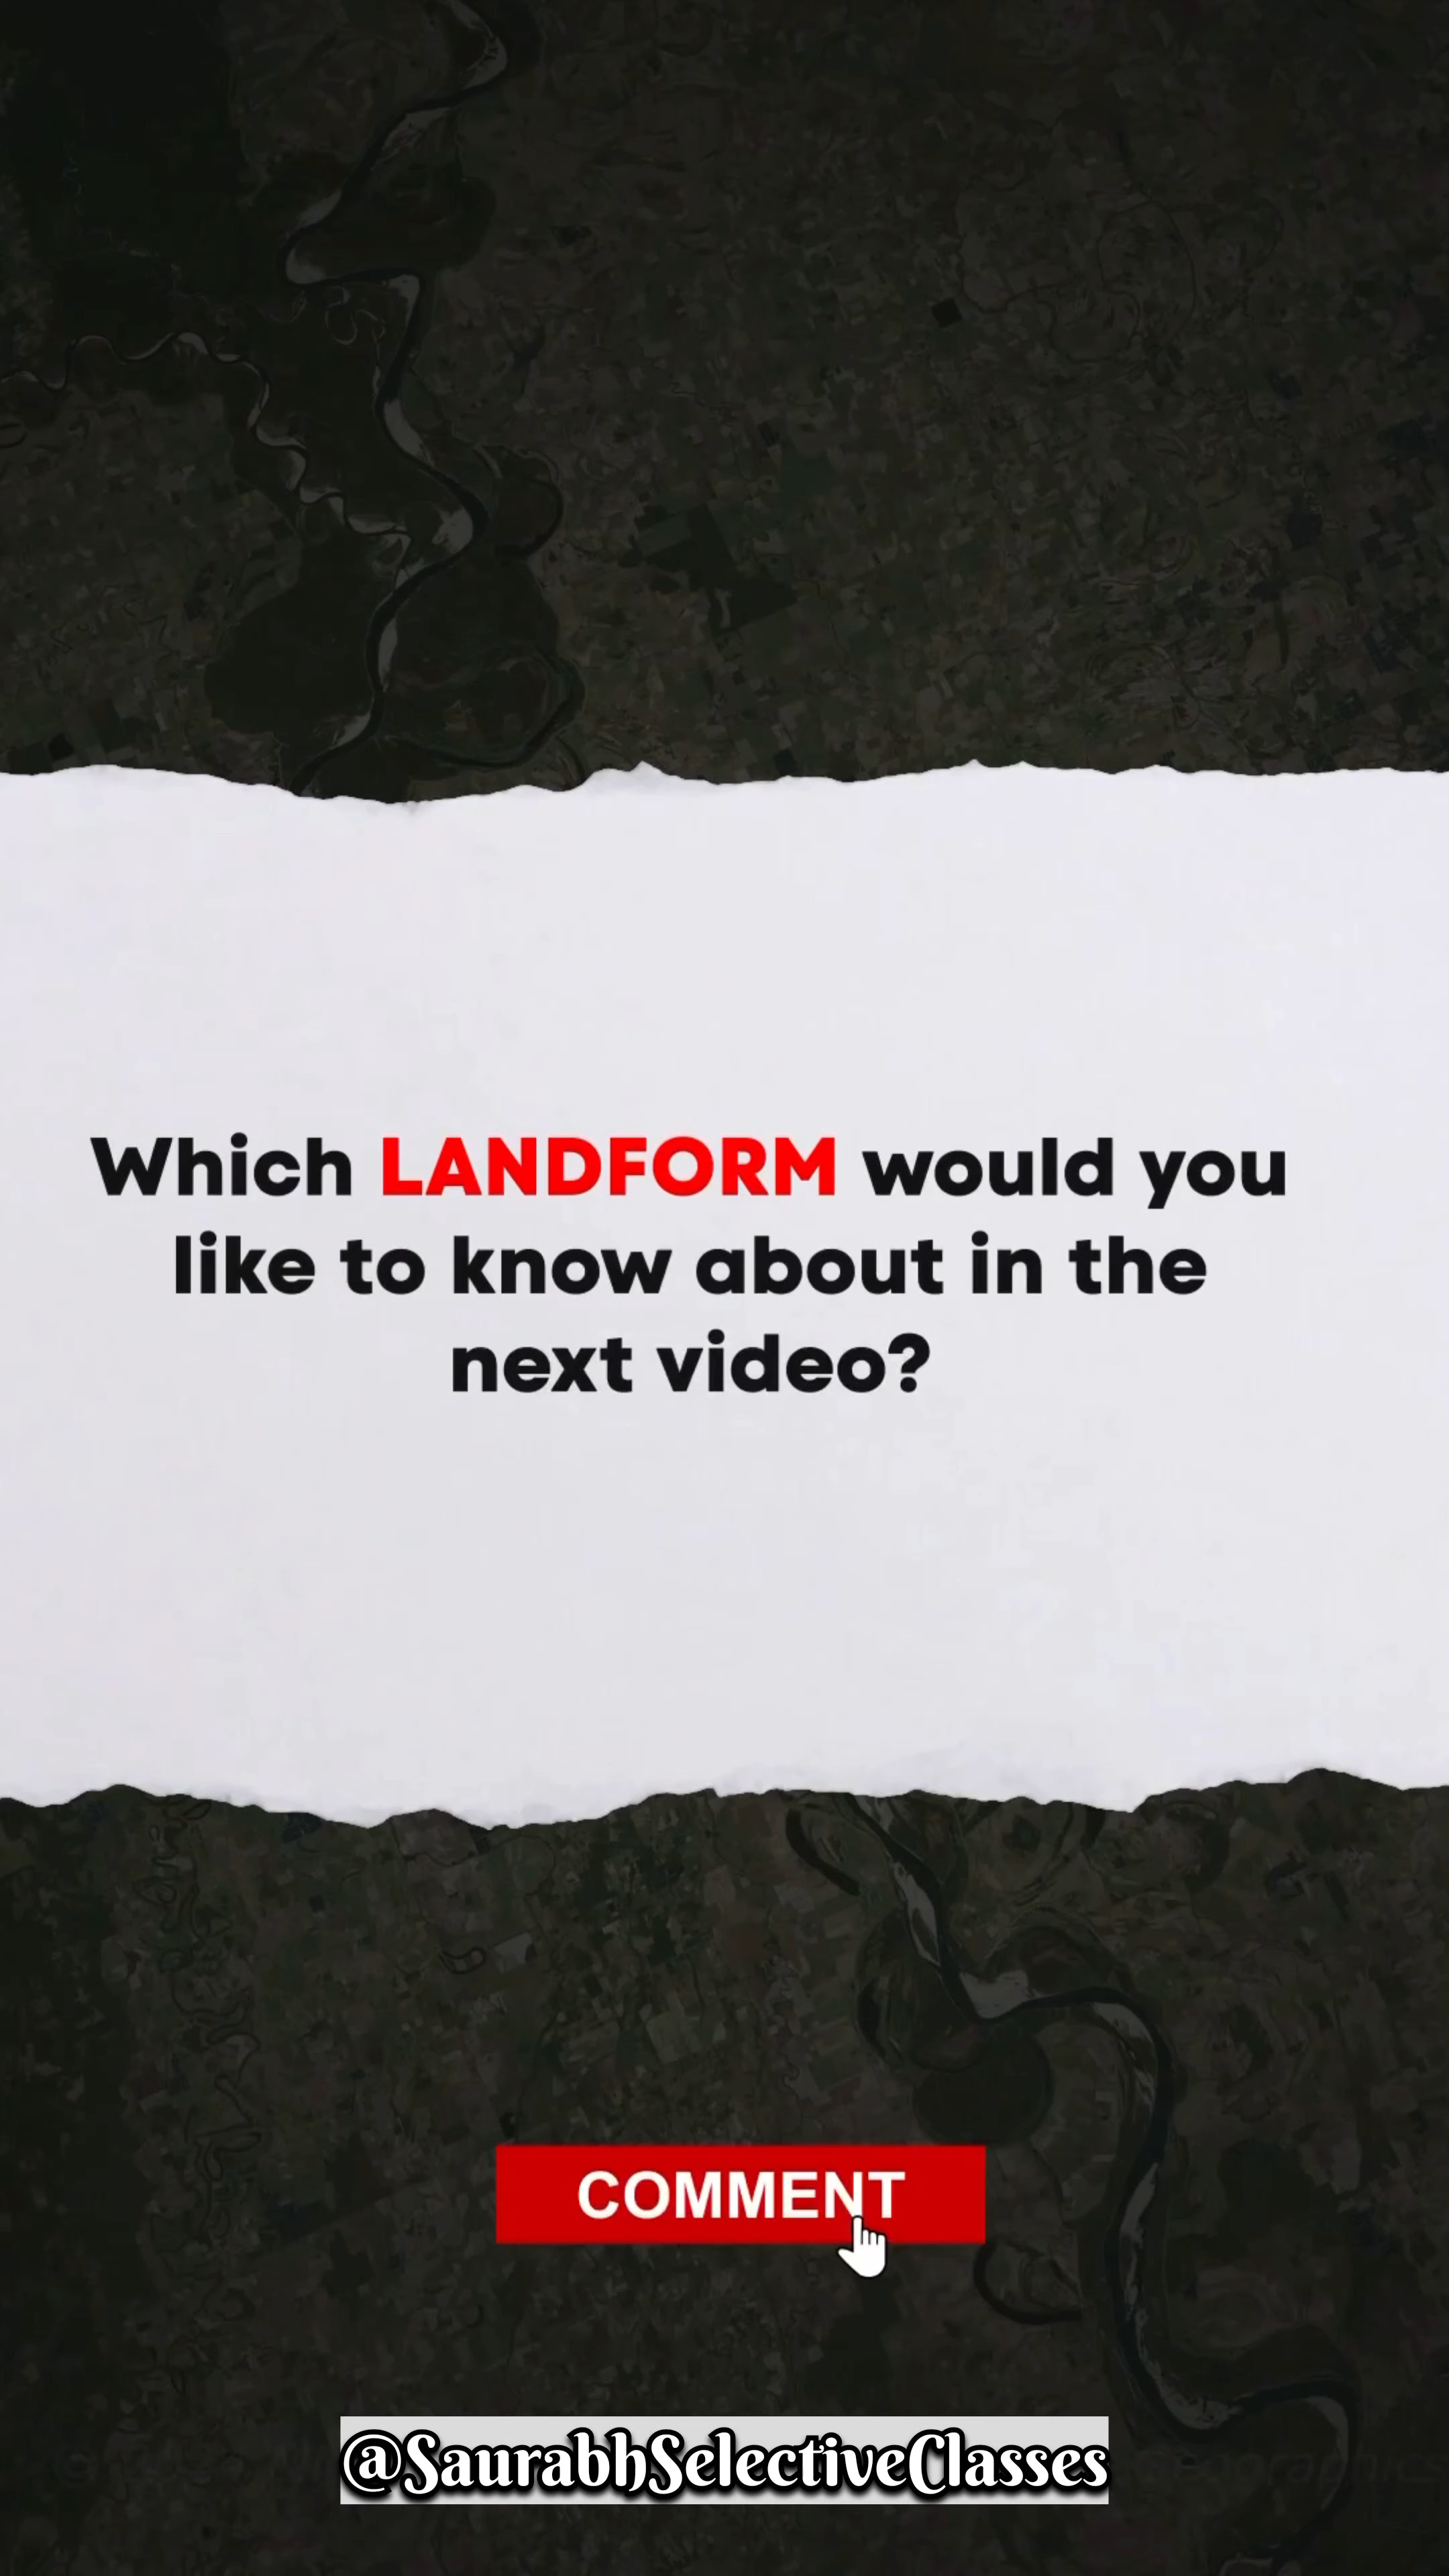 Which LANDFORM would you
like to know about in the
next video?
COMMENT
@SaurabhSelectiveClasses